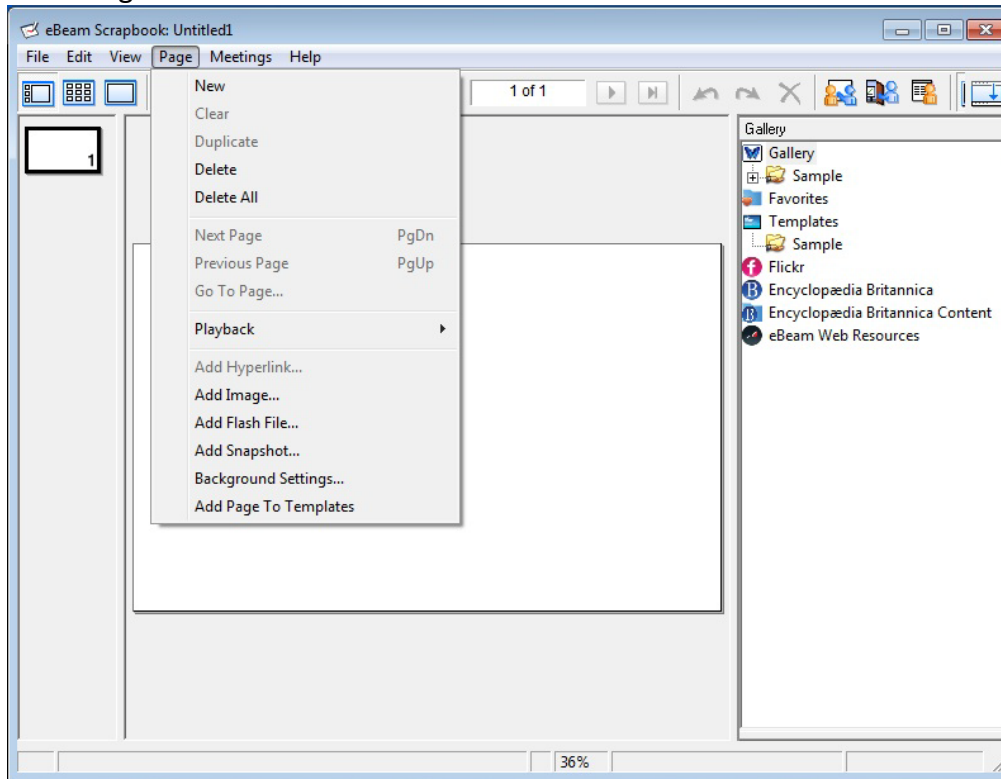 eBeam Scrapbook: Untitled1
File Edit View Page Meetings Help
1 of 1
New
Clear
Duplicate
Delete
Delete All
Next Page PgDn
Previous Page PgUp
Go To Page...
Playback
Add Hyperlink...
Add Image...
Add Flash File...
Add Snapshot...
Background Settings...
Add Page To Templates
1
Gallery
Gallery
Sample
Favorites
Templates
Sample
Flickr
Encyclopædia Britannica
Encyclopædia Britannica Content
eBeam Web Resources
36%